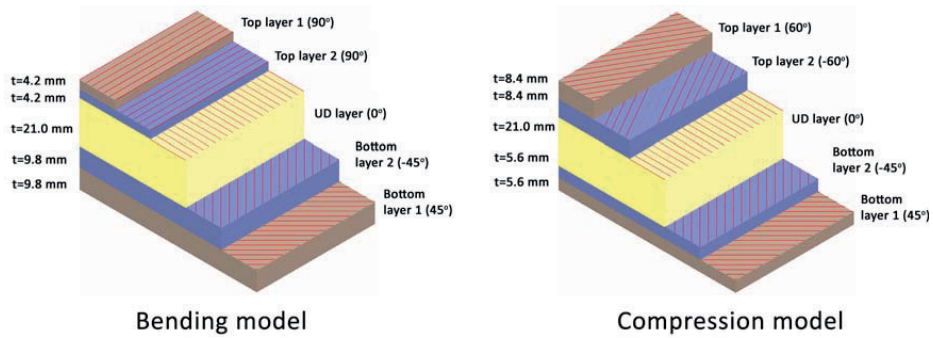 Top layer 1 (90°)
Top layer 2 (90°)
t=4.2 mm
t=4.2 mm
UD layer (0°)
t=21.0 mm
Bottom
layer 2 (-45°)
t=9.8 mm
t=9.8 mm
Bottom
layer 1 (45°)
Bending model
Top layer 1 (60°)
Top layer 2 (-60°)
t=8.4 mm
t=8.4 mm
UD layer (0°)
t=21.0 mm
Bottom
layer 2 (-45°)
t=5.6 mm
t=5.6 mm
Bottom
layer 1 (45°)
Compression model